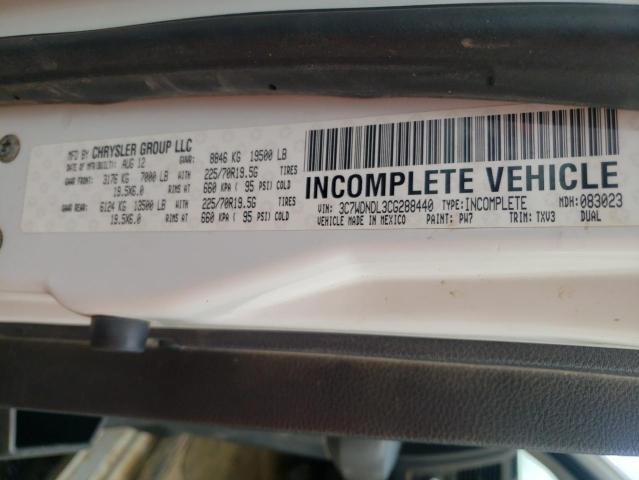 MFD BY CHRYSLER GROUP LLC
DATE OF MFR(BUILT): AUG 12 GVWR: 8846 KG 19500 LB
GAWR FRONT: 3176 KG 7000 LB WITH 225/70R19.5G TIRES
19.5X6.0 RIMS AT 660 KPA ( 95 PSI) COLD
GAWR REAR: 6124 KG 13500 LB WITH 225/70R19.5G TIRES
19.5X6.0 RIMS AT 660 KPA ( 95 PSI) COLD
INCOMPLETE VEHICLE
VIN: 3C7WDNDL3CG288440 TYPE: INCOMPLETE MDH: 083023
VEHICLE MADE IN MEXICO PAINT: PW7 TRIM: TXV3 DUAL